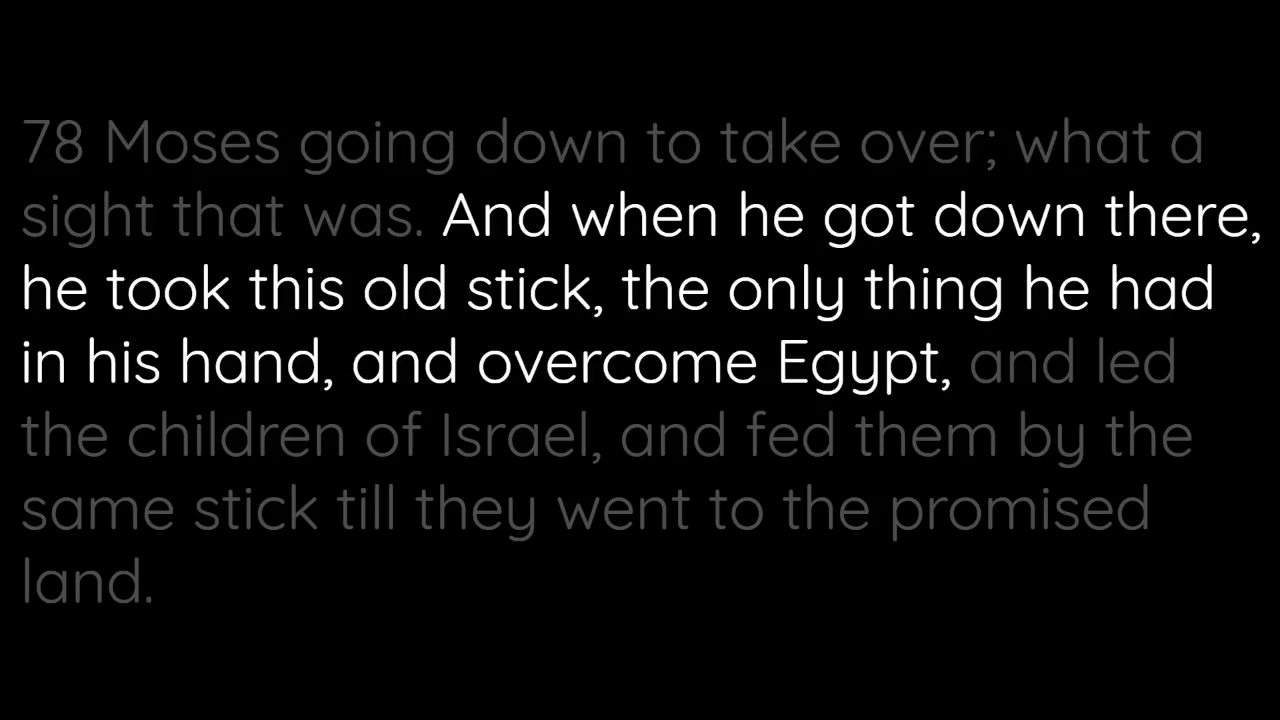 78 Moses going down to take over; what a
sight that was. And when he got down there,
he took this old stick, the only thing he had
in his hand, and overcome Egypt, and led
the children of Israel, and fed them by the
same stick till they went to the promised
land.